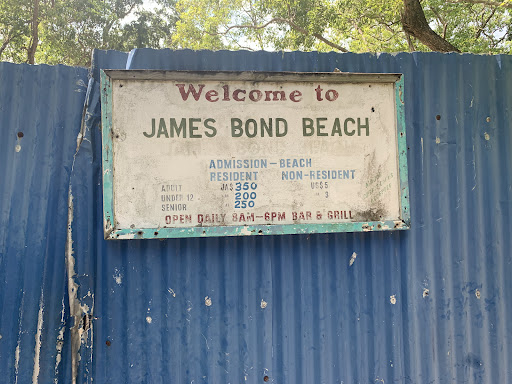 Welcome to
JAMES BOND BEACH
ADMISSION-BEACH
RESIDENT NON-RESIDENT
ADULT JA$350 US$5
UNDER 12 " 200 " 3
SENIOR " 250
OPEN DAILY 8AM-6PM BAR & GRILL